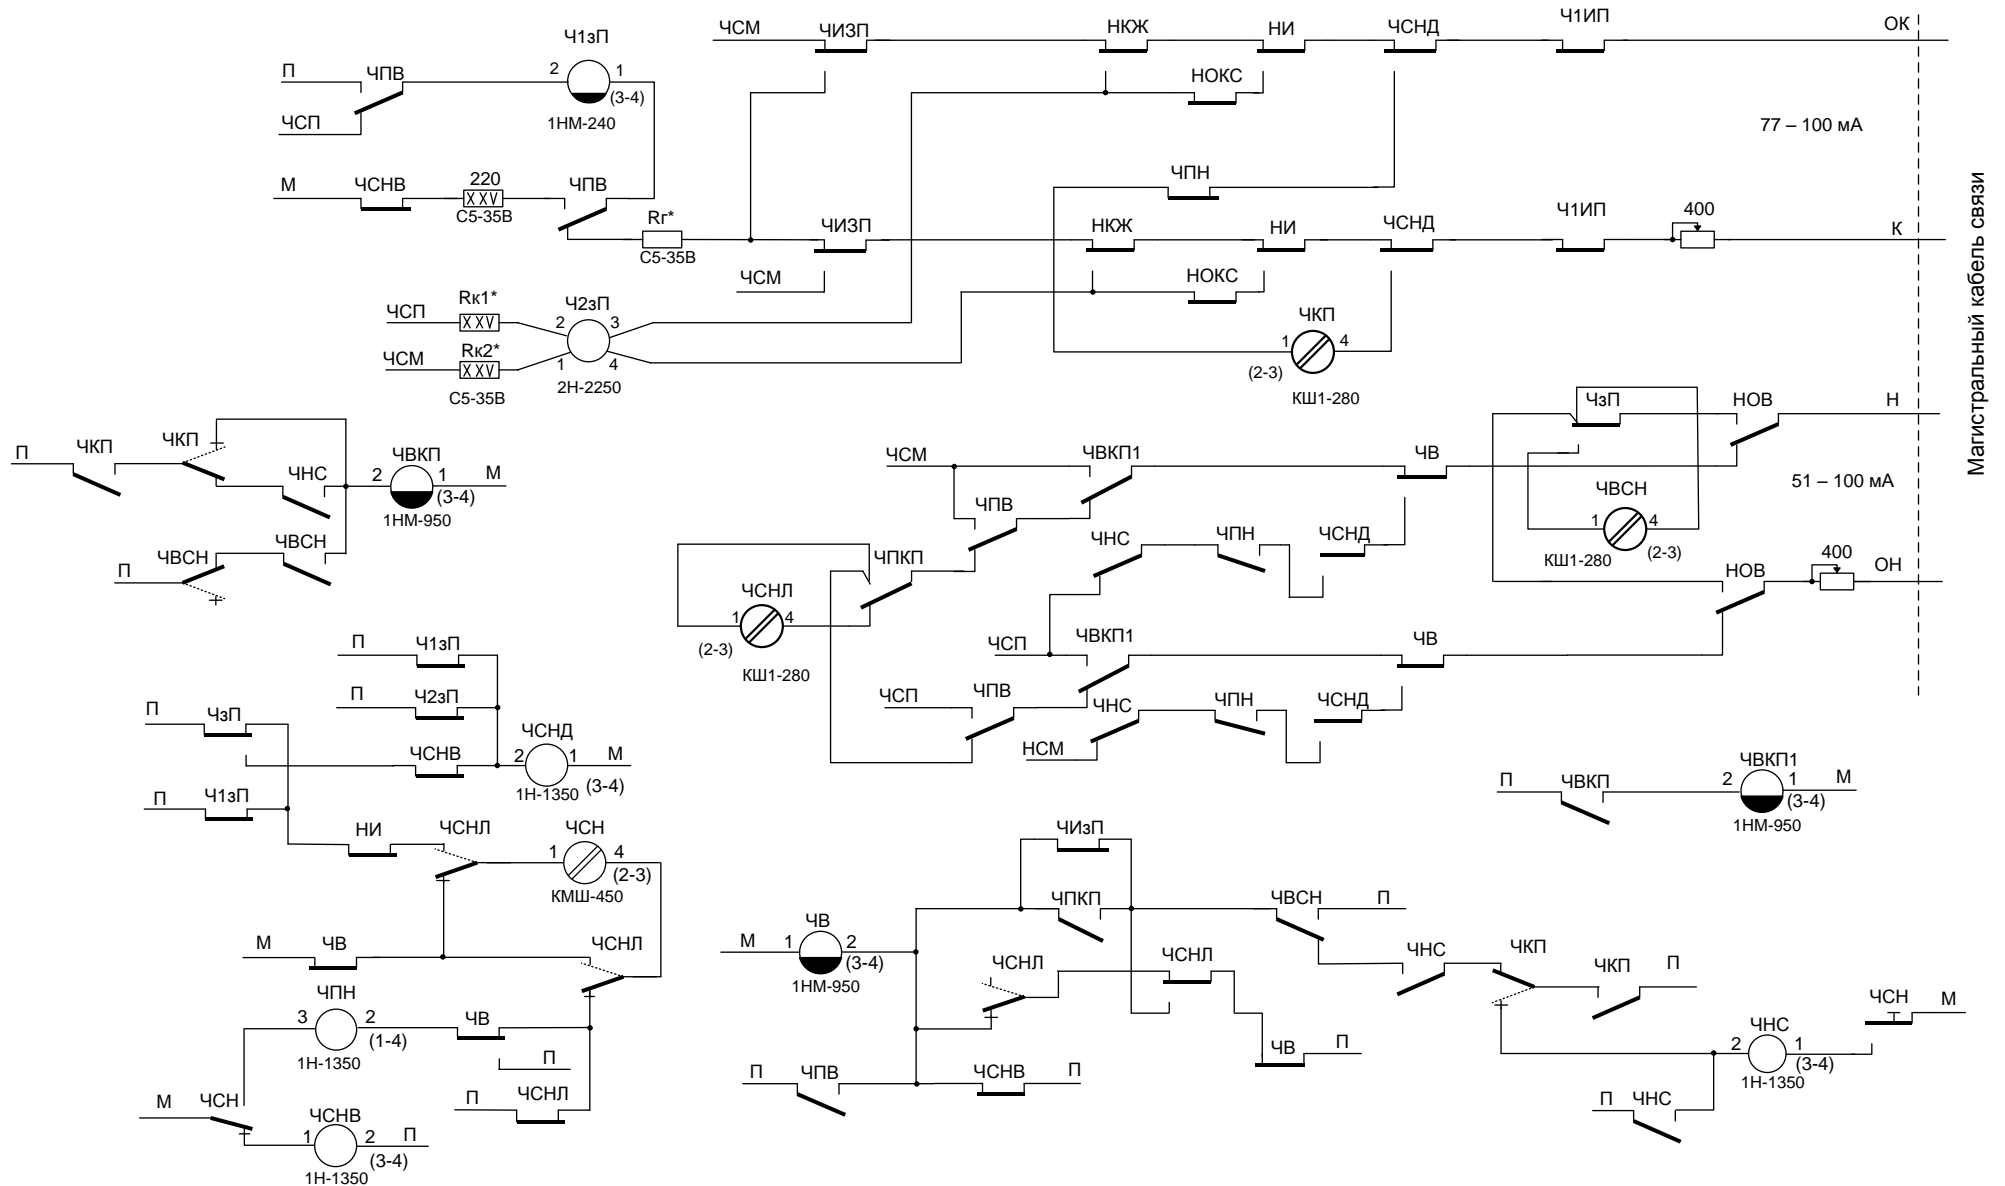 ЧСМ ЧИЗП НКЖ НИ ЧСНД Ч1ИП ОК
Ч1зП
П ЧПВ 2 1
(3-4)
НОКС
ЧСП 1НМ-240
77 – 100 мА
М ЧСНВ 220 ЧПВ
С5-35В
ЧПН
Rг* ЧИЗП НКЖ НИ ЧСНД Ч1ИП 400 К
С5-35В
ЧСМ НОКС
ЧСП Rк1* Ч2зП
2 3
ЧКП
ЧСМ Rк2* 1 4
1 4
(2-3)
С5-35В 2Н-2250 КШ1-280
Магистральный кабель связи
ЧзП НОВ Н
П ЧКП ЧКП ЧНС ЧВКП
2 1 М
(3-4)
1НМ-950
ЧСМ ЧВКП1 ЧВ
51 – 100 мА
ЧПВ
ЧВСН
1 4
КШ1-280 (2-3)
П ЧВСН ЧВСН
ЧПКП ЧНС ЧПН ЧСНД
ЧСНЛ
1 4
(2-3)
КШ1-280
НОВ 400 ОН
П Ч1зП
ЧСП ЧВКП1 ЧВ
П Ч2зП
ЧСП ЧПВ ЧНС ЧПН ЧСНД
П ЧзП
НСМ
ЧСНВ ЧСНД
2 1 М
1Н-1350 (3-4)
П Ч1зП
П ЧВКП ЧВКП1
2 1 М
(3-4)
1НМ-950
НИ ЧСНЛ ЧСН
1 4
(2-3)
КМШ-450
ЧИзП
ЧПКП ЧВСН П
М ЧВ ЧСНЛ
М ЧВ
1 2
(3-4)
1НМ-950
ЧСНЛ ЧСНЛ
ЧНС ЧКП ЧКП П
ЧПН
3 2
(1-4)
1Н-1350
ЧВ
П
ЧВ П
ЧСН М
ЧНС
2 1
(3-4)
1Н-1350
П ЧСНЛ
П ЧПВ ЧСНВ П
П ЧНС
М ЧСН ЧСНВ
1 2 П
(3-4)
1Н-1350